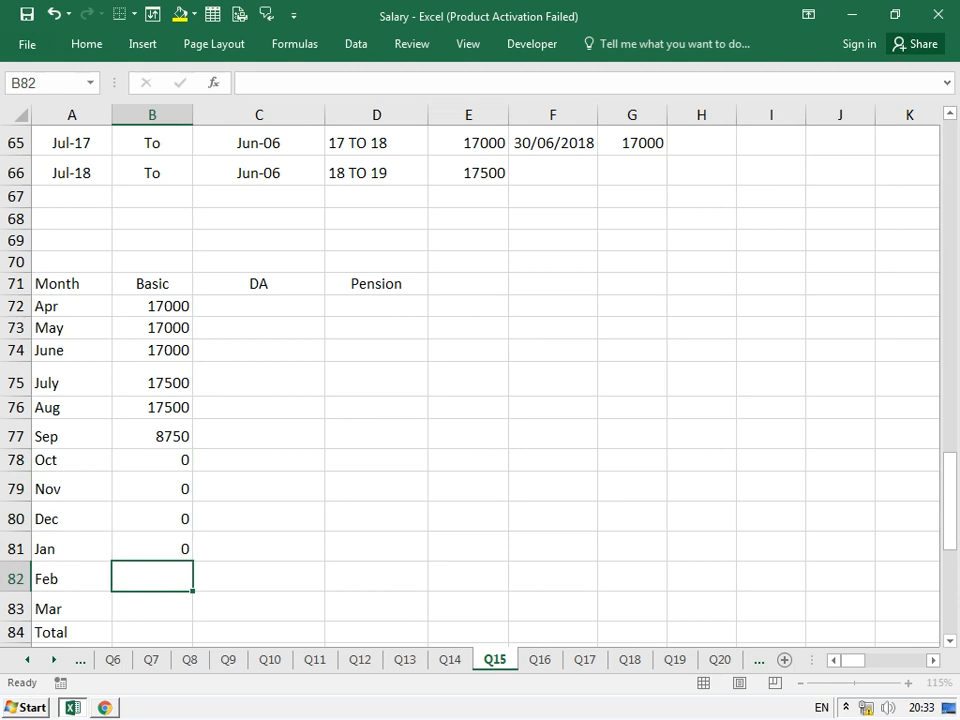 Salary - Excel (Product Activation Failed)
File Home Insert Page Layout Formulas Data Review View Developer Tell me what you want to do... Sign in Share
B82 fx
A B C D E F G H I J K
65 Jul-17 To Jun-06 17 TO 18 17000 30/06/2018 17000
66 Jul-18 To Jun-06 18 TO 19 17500
67
68
69
70
71 Month Basic DA Pension
72 Apr 17000
73 May 17000
74 June 17000
75 July 17500
76 Aug 17500
77 Sep 8750
78 Oct 0
79 Nov 0
80 Dec 0
81 Jan 0
82 Feb
83 Mar
84 Total
... Q6 Q7 Q8 Q9 Q10 Q11 Q12 Q13 Q14 Q15 Q16 Q17 Q18 Q19 Q20 ...
Ready 115%
Start EN 20:33